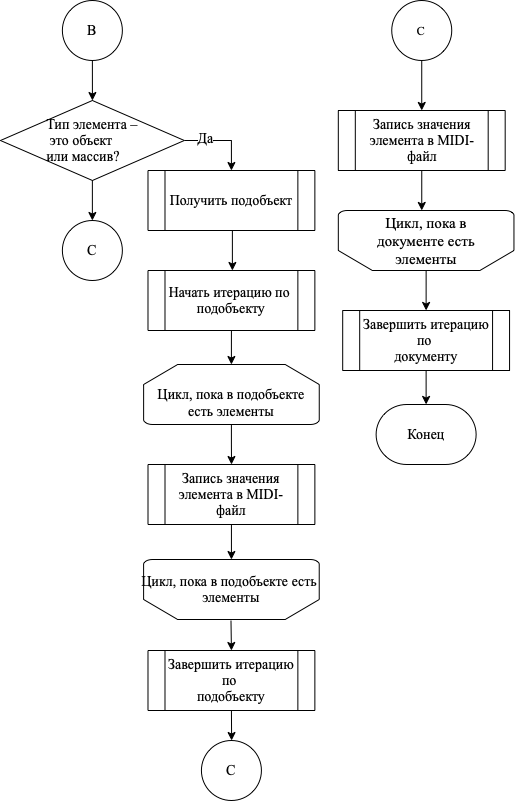 В
Тип элемента –
это объект
или массив?
Да
С
Получить подобъект
Начать итерацию по
подобъекту
Цикл, пока в подобъекте
есть элементы
Запись значения
элемента в MIDI-
файл
Цикл, пока в подобъекте есть
элементы
Завершить итерацию
по
подобъекту
С
С
Запись значения
элемента в MIDI-
файл
Цикл, пока в
документе есть
элементы
Завершить итерацию
по
документу
Конец